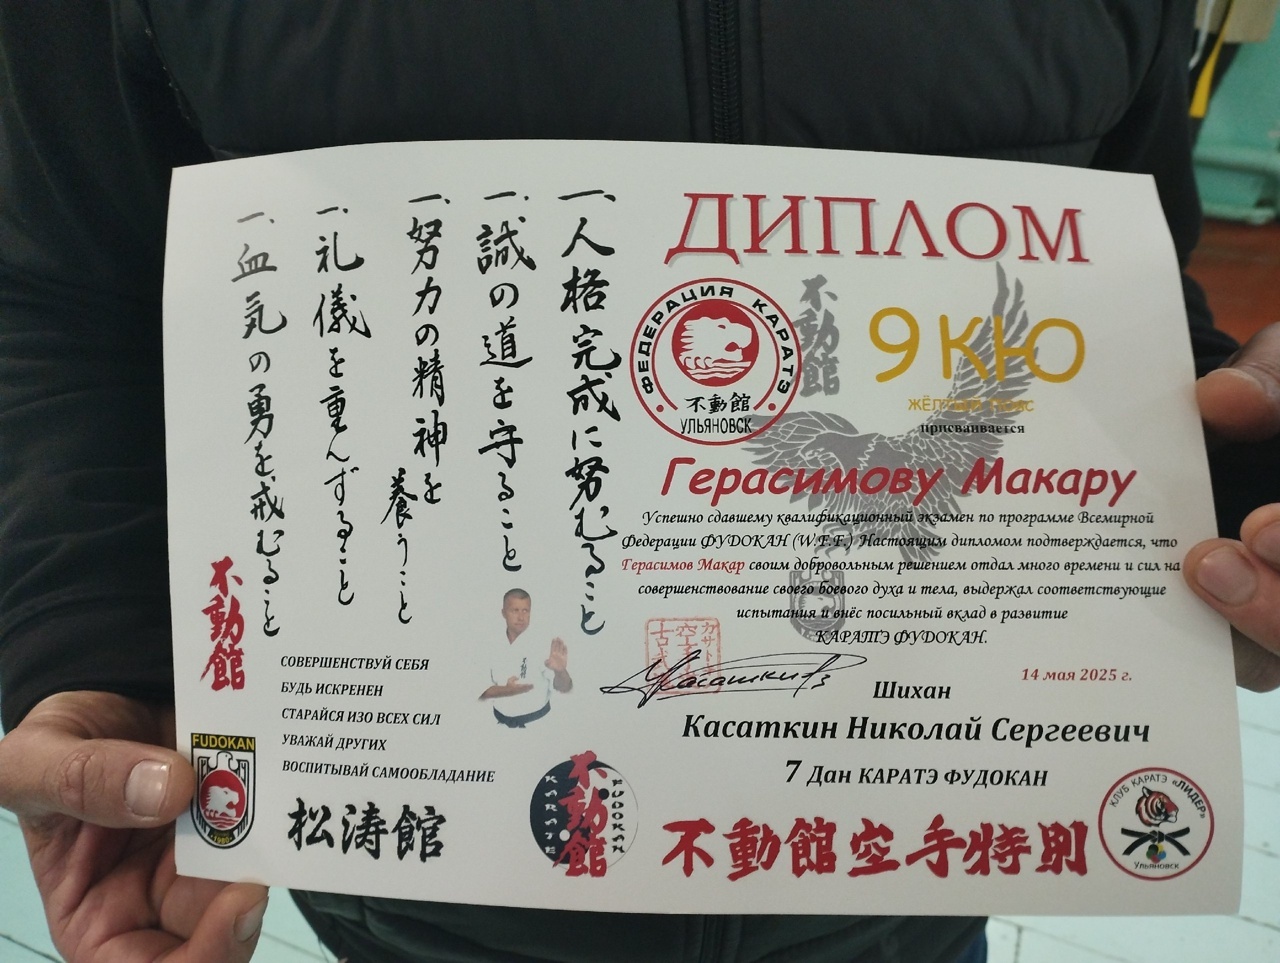 一、人格完成に努むること
一、誠の道を守ること
一、努力の精神を養うこと
一、礼儀を重んずること
一、血気の勇を戒むること
不動館
СОВЕРШЕНСТВУЙ СЕБЯ
БУДЬ ИСКРЕНЕН
СТАРАЙСЯ ИЗО ВСЕХ СИЛ
УВАЖАЙ ДРУГИХ
ВОСПИТЫВАЙ САМООБЛАДАНИЕ
FUDOKAN
1980
松涛館
KARATE
不動館
FUDOKAN
ДИПЛОМ
ФЕДЕРАЦИЯ КАРАТЭ
不動館
УЛЬЯНОВСК
不動館
9 КЮ
ЖЁЛТЫЙ ПОЯС
присваивается
Герасимову Макару
Успешно сдавшему квалификационный экзамен по программе Всемирной
Федерации ФУДОКАН (W.F.F.) Настоящим дипломом подтверждается, что
Герасимов Макар своим добровольным решением отдал много времени и сил на
совершенствование своего боевого духа и тела, выдержал соответствующие
испытания и внёс посильный вклад в развитие
КАРАТЭ ФУДОКАН.
14 мая 2025 г.
Шихан
Касаткин Николай Сергеевич
7 Дан КАРАТЭ ФУДОКАН
不動館空手特別
КЛУБ КАРАТЭ «ЛИДЕР»
Ульяновск